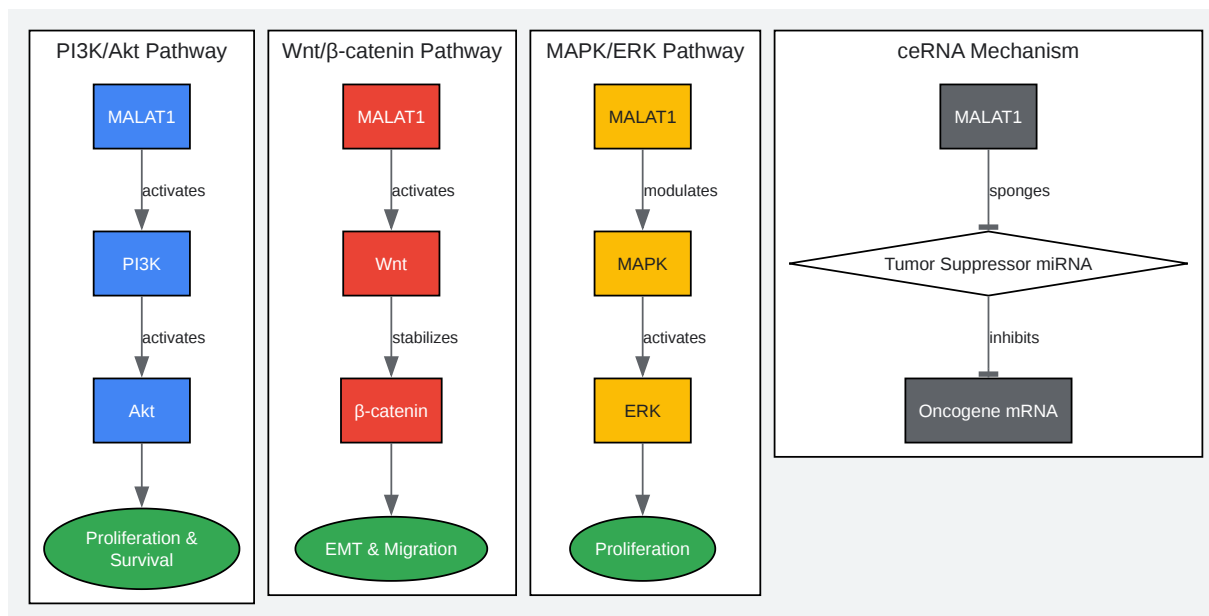 PI3K/Akt Pathway
MALAT1
activates
PI3K
activates
Akt
Proliferation &
Survival
Wnt/β-catenin Pathway
MALAT1
activates
Wnt
stabilizes
β-catenin
EMT & Migration
MAPK/ERK Pathway
MALAT1
modulates
MAPK
activates
ERK
Proliferation
ceRNA Mechanism
MALAT1
sponges
Tumor Suppressor miRNA
inhibits
Oncogene mRNA